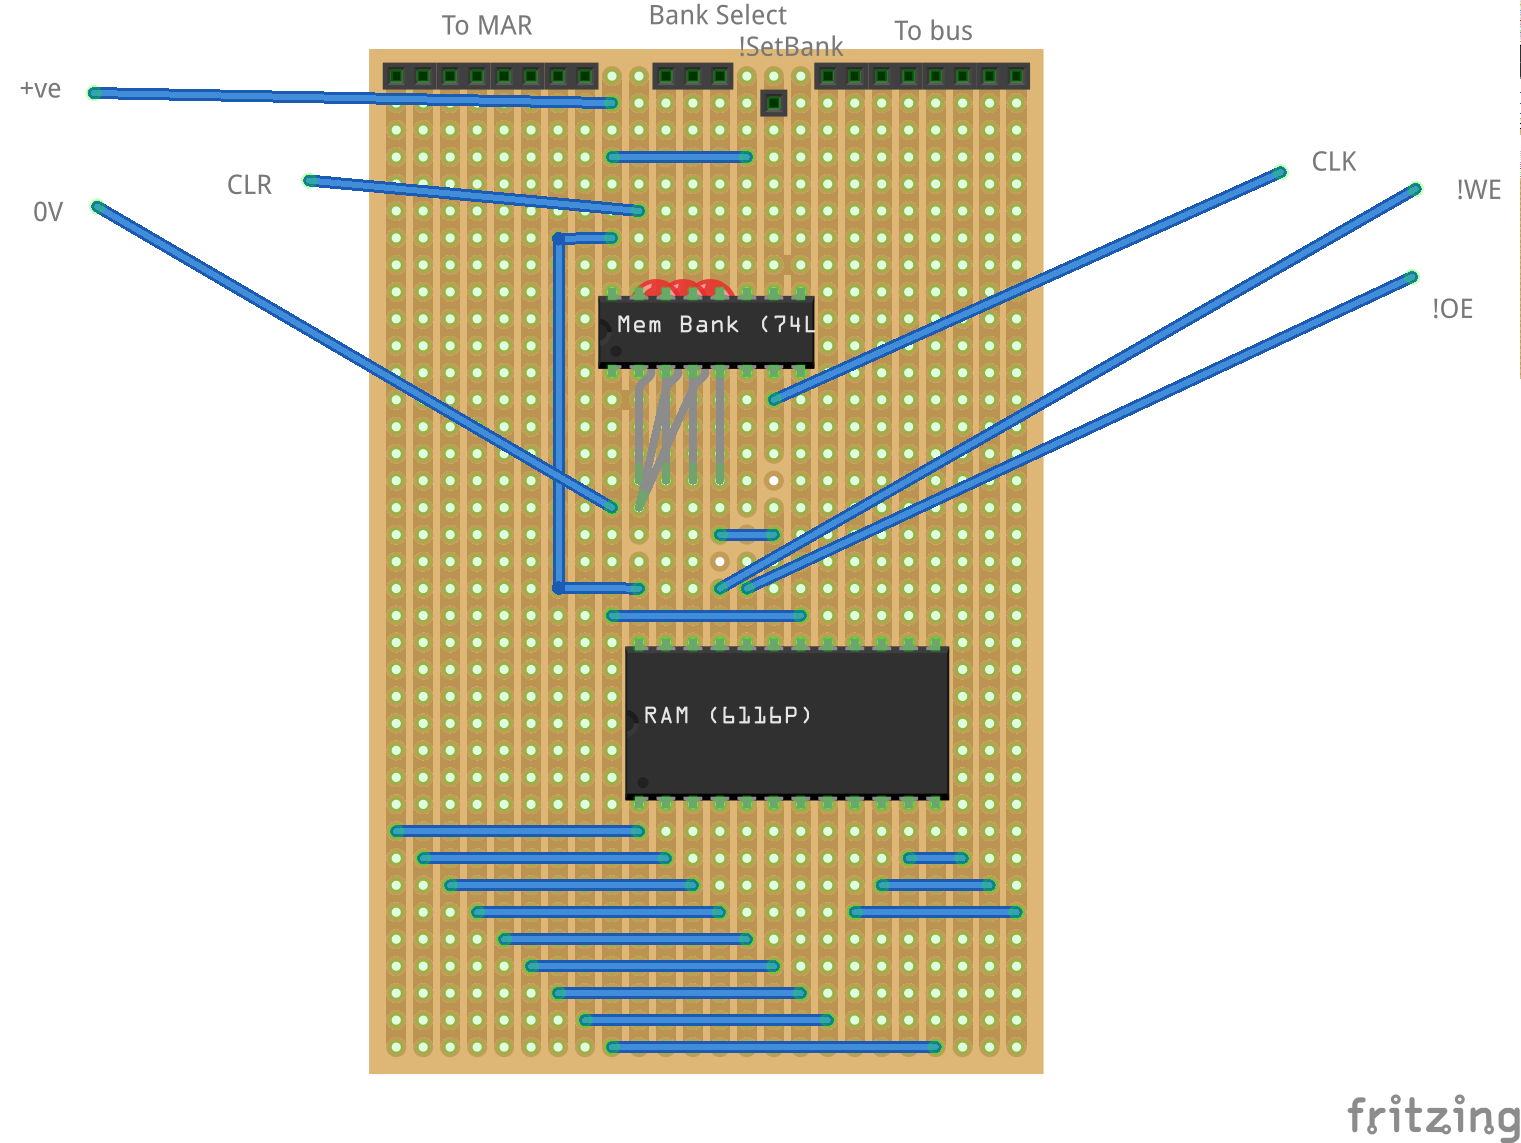 Bank Select
To MAR
To bus
!SetBank
+ve
CLK
CLR
!WE
0V
!OE
Mem Bank (74L
RAM (6116P)
fritzing